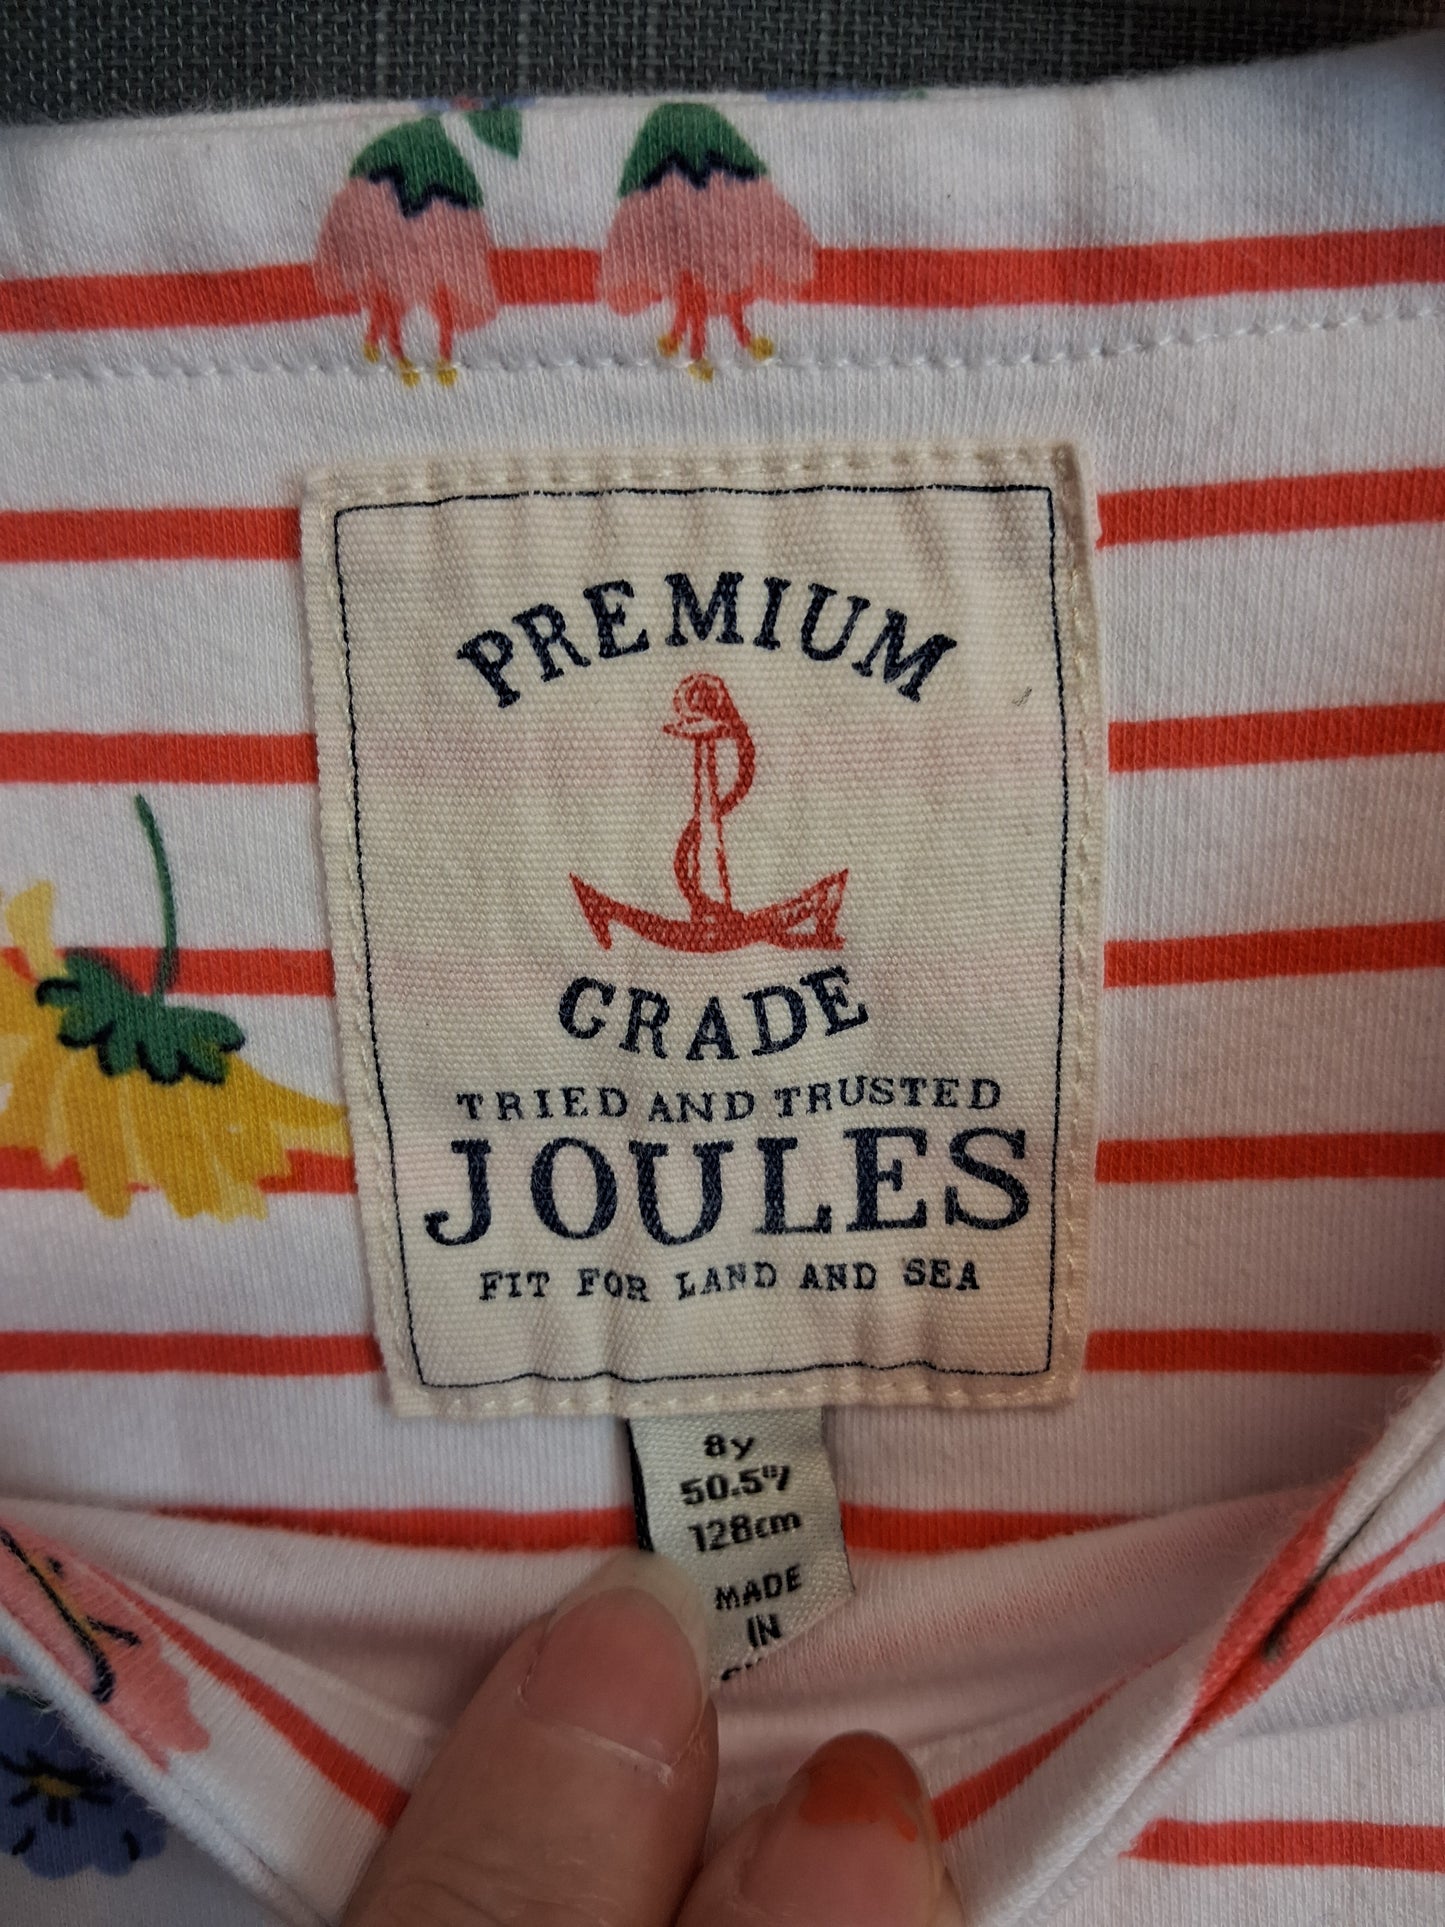 PREMIUM
GRADE
TRIED AND TRUSTED
JOULES
FIT FOR LAND AND SEA
8y
50.5"/
128cm
MADE
IN